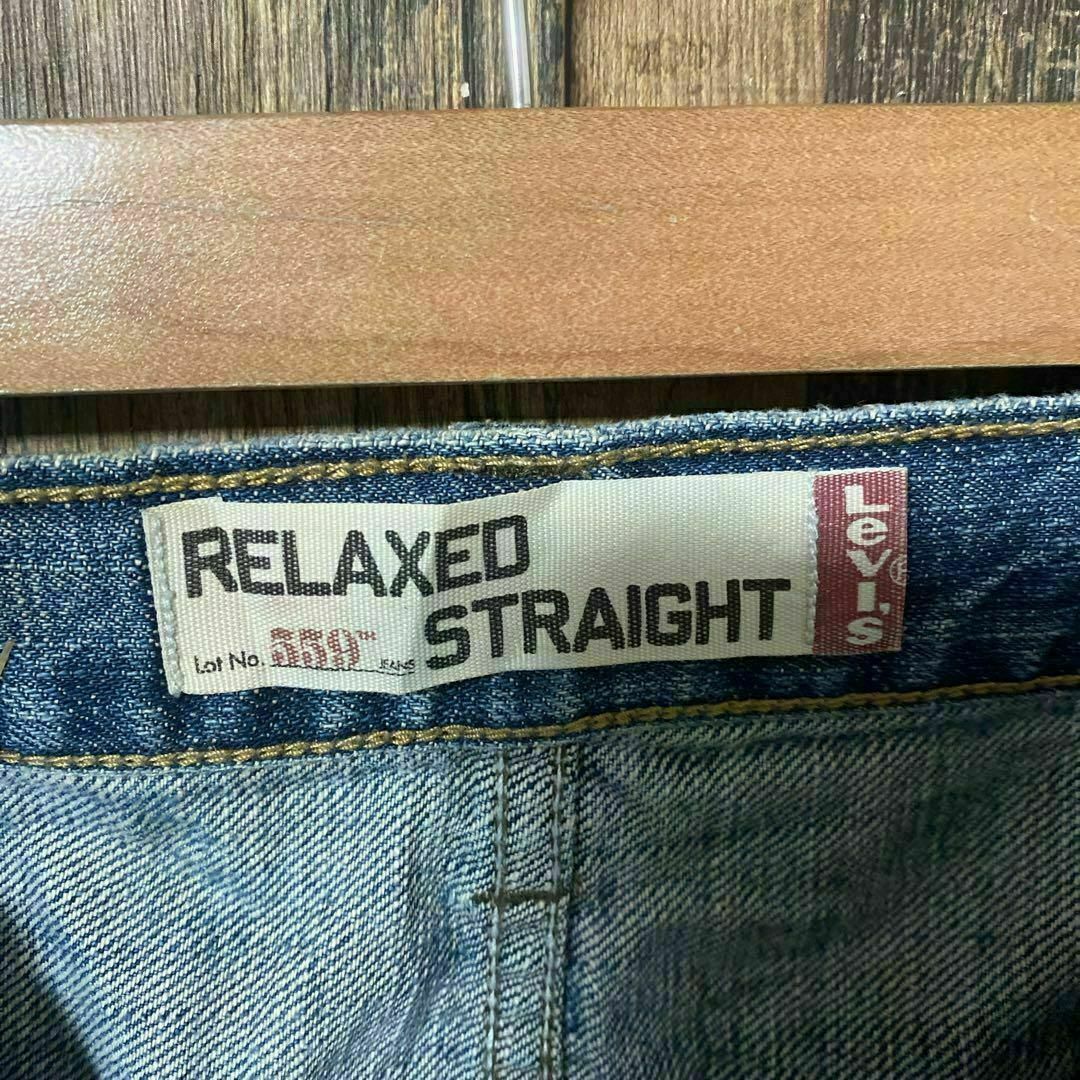 RELAXED
STRAIGHT
Lot No. 559™ JEANS
Levi's®